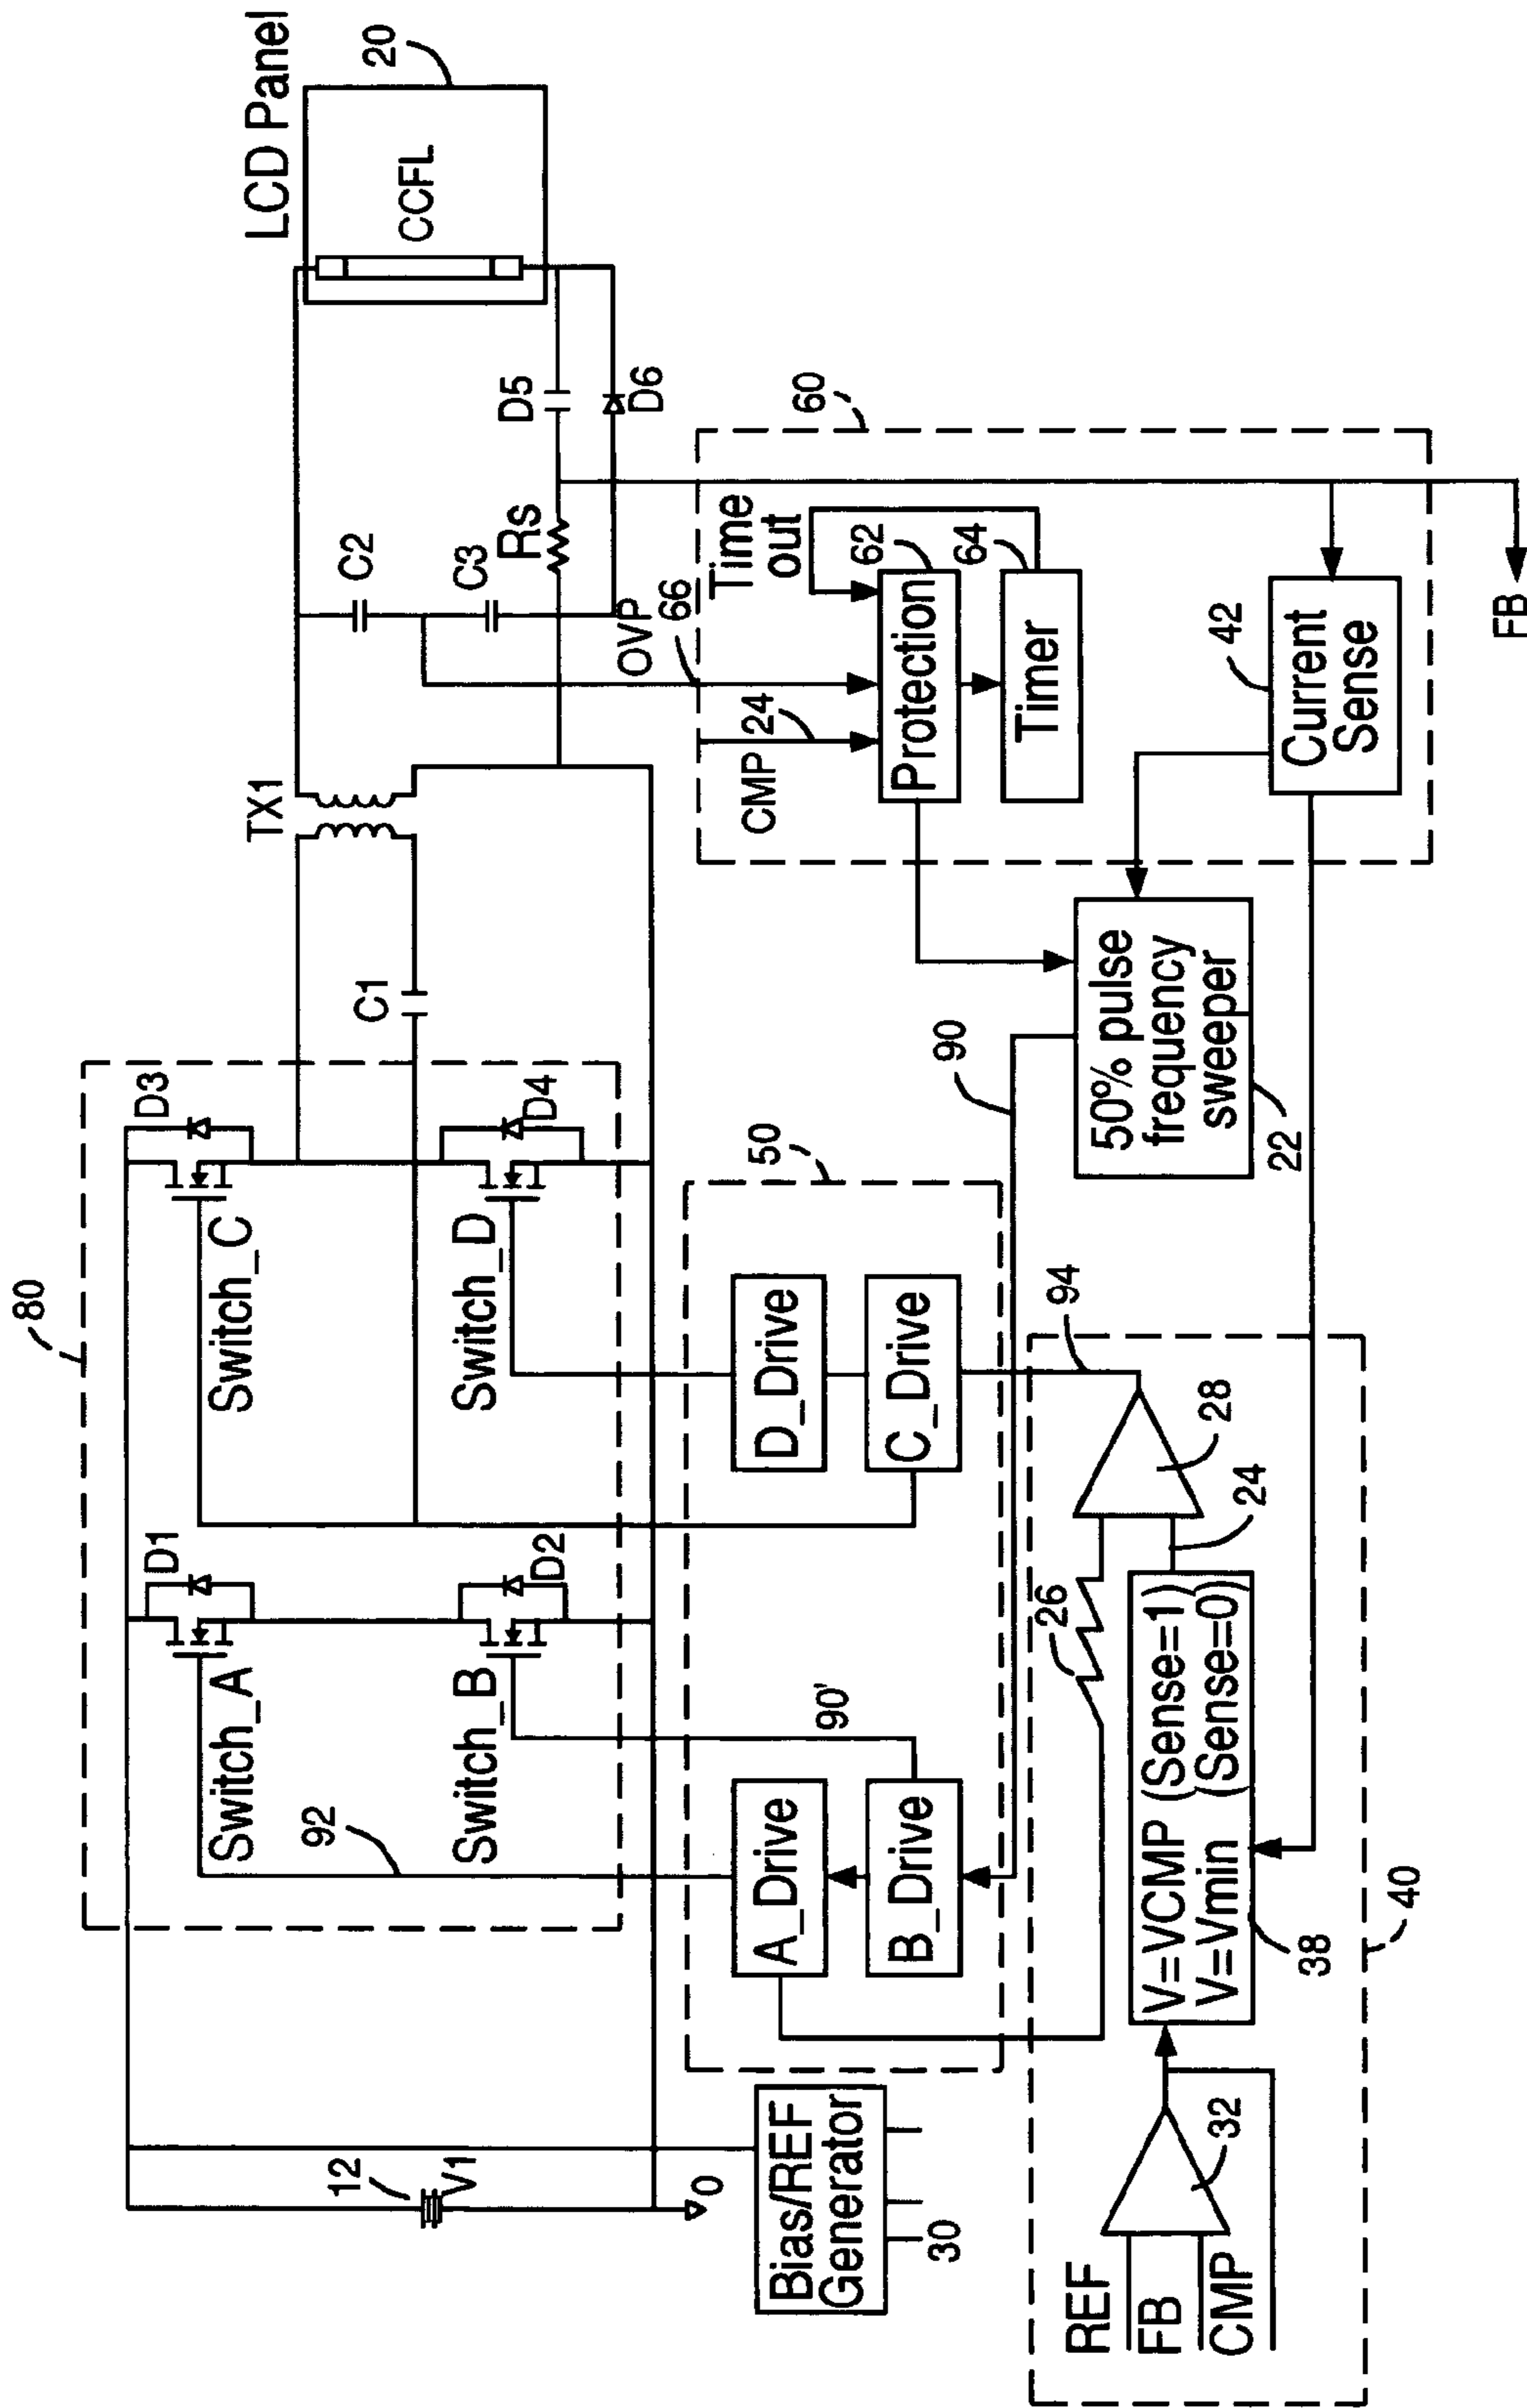 LCD Panel
20
CCFL
C2
C3
Rs
D5
D6
TX1
C1
80
D1
D3
Switch_A
Switch_C
D2
D4
Switch_B
Switch_D
92
12
V1
0
Bias/REF
Generator
30
50
A_Drive
B_Drive
90'
D_Drive
C_Drive
90
94
OVP
66
CMP
24
Time
out
60
Protection
62
Timer
64
50% pulse
frequency
sweeper
22
Current
Sense
42
FB
REF
FB
CMP
32
V=VCMP (Sense=1)
V=Vmin (Sense=0)
38
26
24
28
40